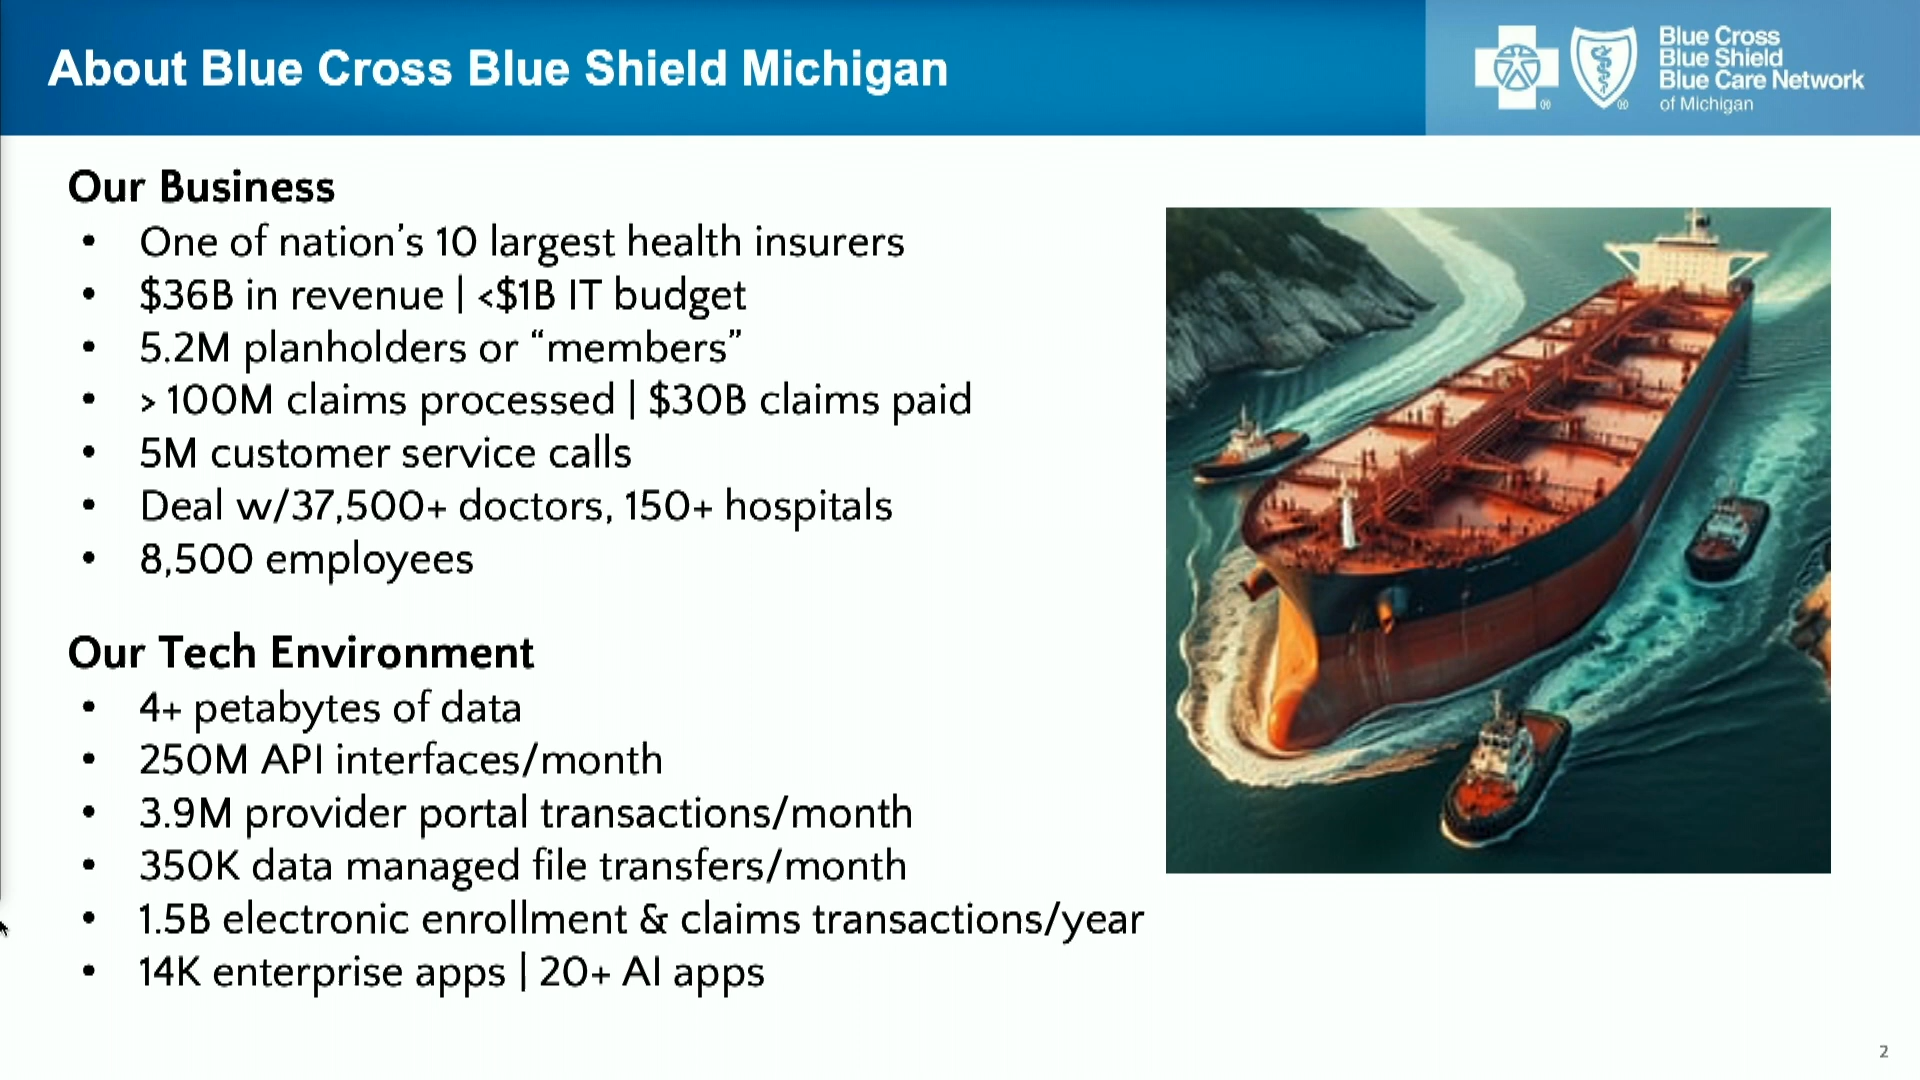 About Blue Cross Blue Shield Michigan
Blue Cross
Blue Shield
Blue Care Network
of Michigan
® ®
Our Business
• One of nation's 10 largest health insurers
• $36B in revenue | <$1B IT budget
• 5.2M planholders or “members”
• > 100M claims processed | $30B claims paid
• 5M customer service calls
• Deal w/37,500+ doctors, 150+ hospitals
• 8,500 employees
Our Tech Environment
• 4+ petabytes of data
• 250M API interfaces/month
• 3.9M provider portal transactions/month
• 350K data managed file transfers/month
• 1.5B electronic enrollment & claims transactions/year
• 14K enterprise apps | 20+ AI apps
2